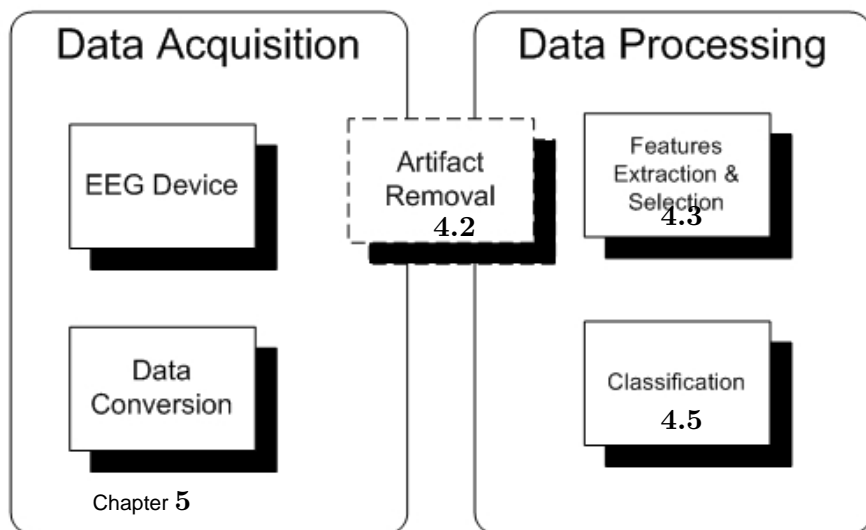 Data Acquisition
EEG Device
Data
Conversion
Chapter 5
Artifact
Removal
4.2
Data Processing
Features
Extraction &
Selection
4.3
Classification
4.5